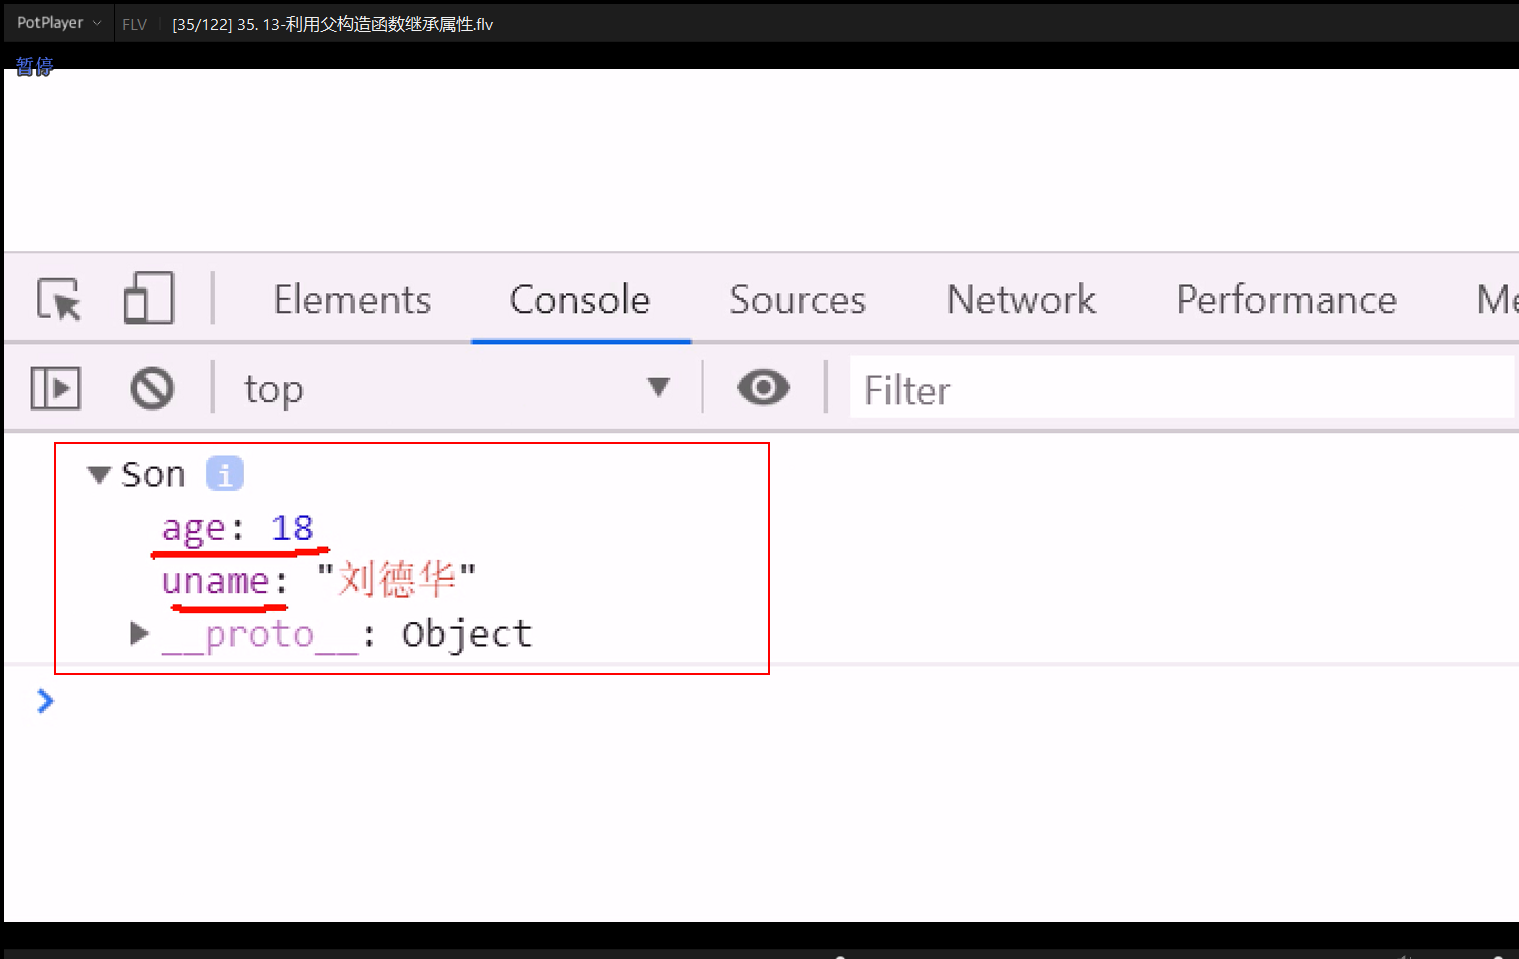 PotPlayer FLV [35/122] 35. 13-利用父构造函数继承属性.flv
暂停
Elements Console Sources Network Performance Me
top Filter
Son i
age: 18
uname: "刘德华"
__proto__: Object